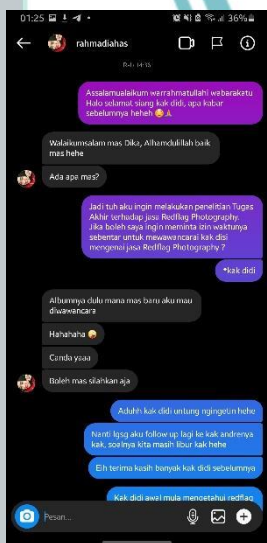 01:25
36%
rahmadiahas
Assalamualaikum warrahmatullahi wabarakatu
Halo selamat siang kak didi, apa kabar
sebelumnya heheh 😂🙏
Walaikumsalam mas Dika, Alhamdulillah baik
mas hehe
Ada apa mas?
Jadi tuh aku ingin melakukan penelitian Tugas
Akhir terhadap jasa Redflag Photography.
Jika boleh saya ingin meminta izin waktunya
sebentar untuk mewawancarai kak disi
mengenai jasa Redflag Photography ?
*kak didi
Albumnya dulu mana mas baru aku mau
diwawancara
Hahahaha 😜
Canda yaaa
Boleh mas silahkan aja
Aduhh kak didi untung ngingetin hehe
Nanti lgsg aku follow up lagi ke kak andrenya
kak, soalnya kita masih libur kak hehe
Eih terima kasih banyak kak didi sebelumnya
Kak didi awal mula mengetahui redflag
Pesan...